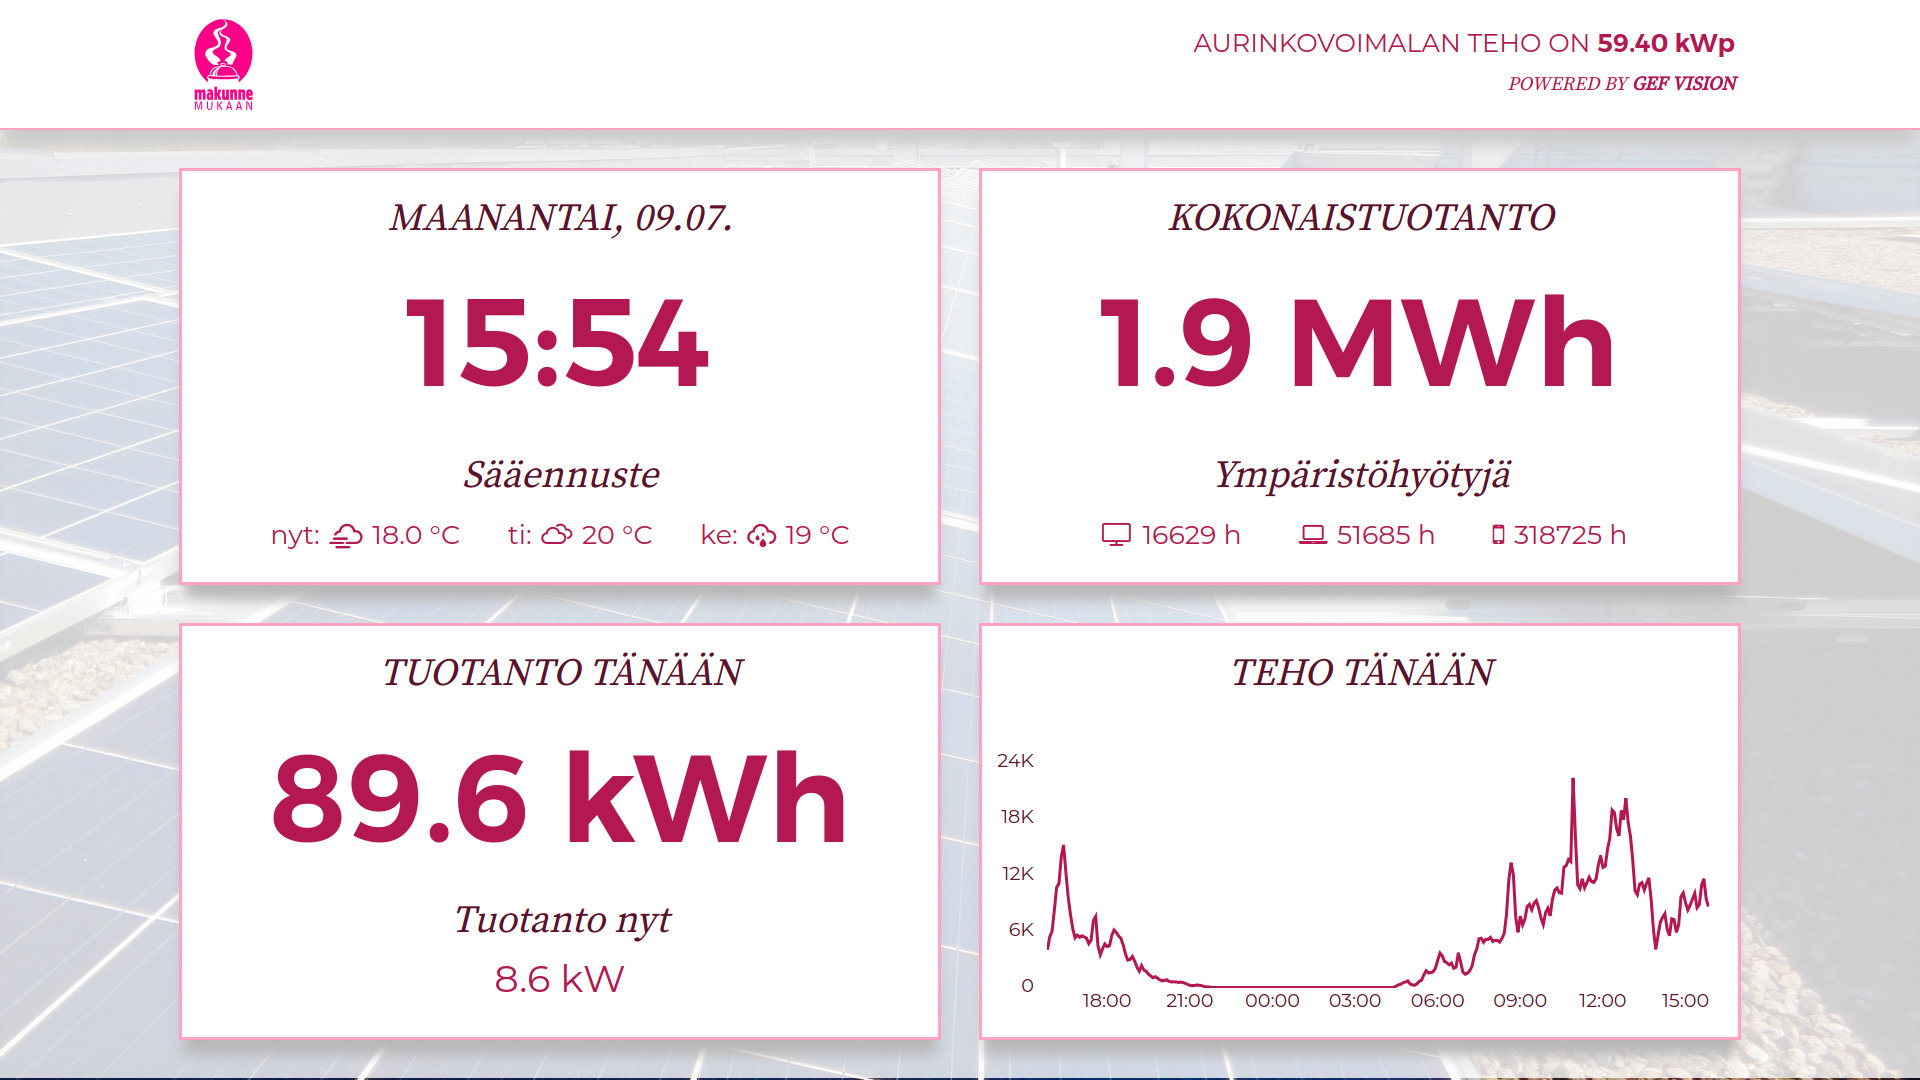 makunne
MUKAAN
AURINKOVOIMALAN TEHO ON 59.40 kWp
POWERED BY GEF VISION
MAANANTAI, 09.07.
15:54
Sääennuste
nyt: 18.0 °C ti: 20 °C ke: 19 °C
KOKONAISTUOTANTO
1.9 MWh
Ympäristöhyötyjä
16629 h 51685 h 318725 h
TUOTANTO TÄNÄÄN
89.6 kWh
Tuotanto nyt
8.6 kW
TEHO TÄNÄÄN
24K
18K
12K
6K
0
18:00 21:00 00:00 03:00 06:00 09:00 12:00 15:00